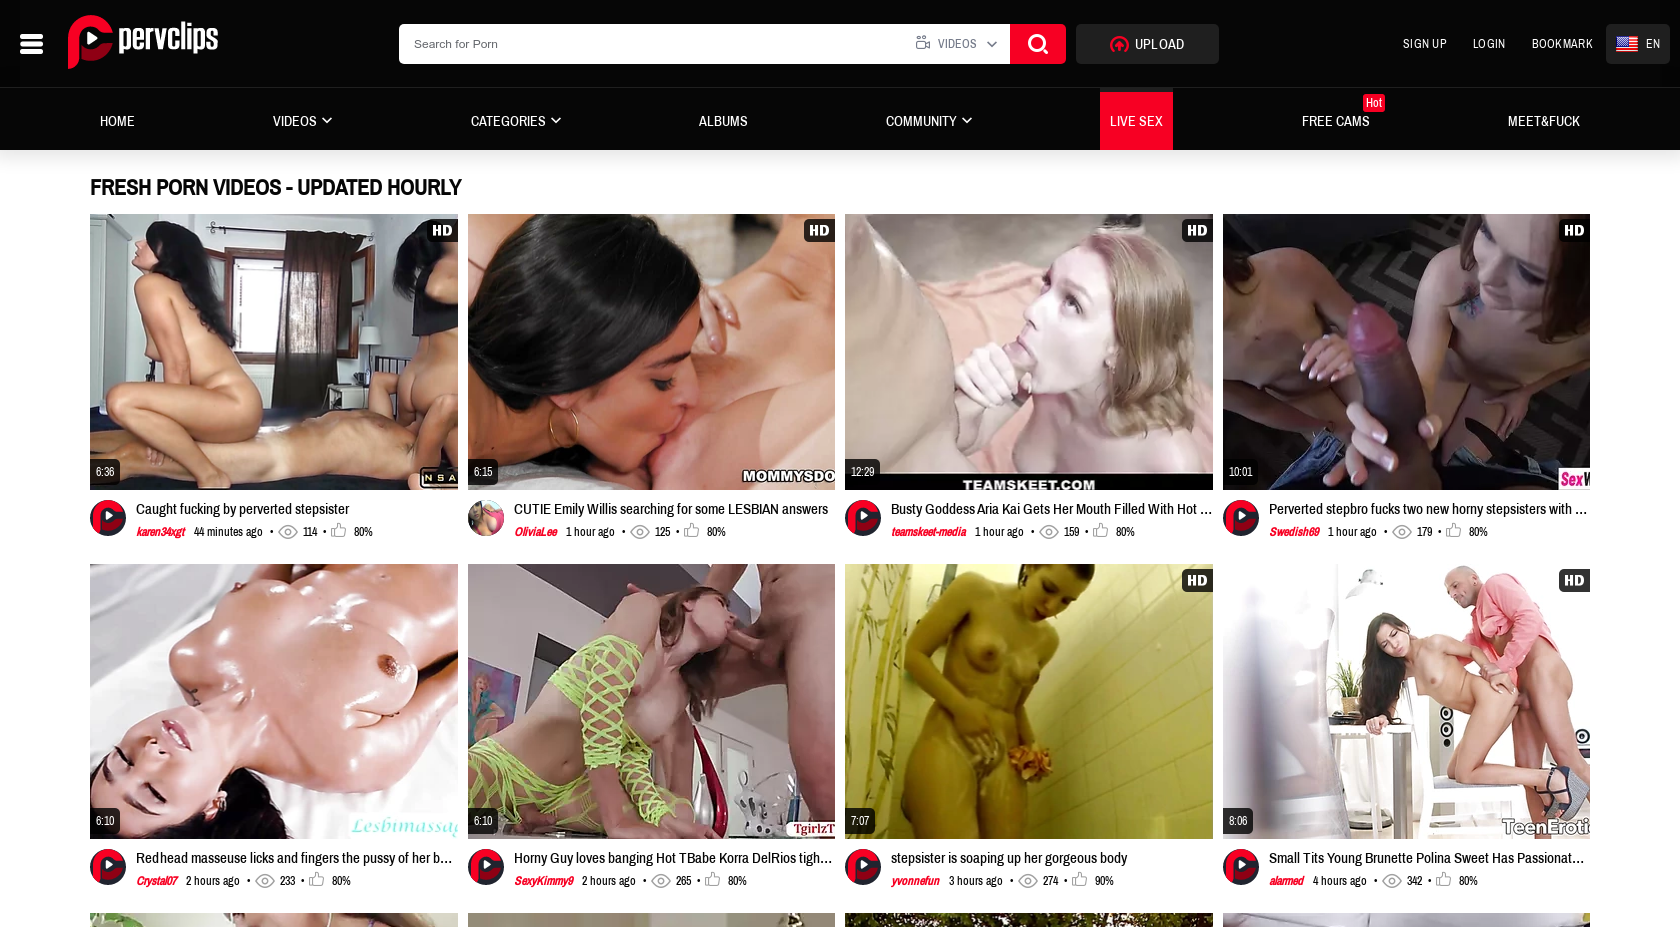 pervclips
Search for Porn
VIDEOS
UPLOAD
SIGN UP
LOGIN
BOOKMARK
EN
HOME
VIDEOS
CATEGORIES
ALBUMS
COMMUNITY
LIVE SEX
Hot
FREE CAMS
MEET&FUCK
FRESH PORN VIDEOS - UPDATED HOURLY
HD
6:36
NSA
HD
6:15
MOMMYSDO
HD
12:29
TEAMSKEET.COM
HD
10:01
SexW
Caught fucking by perverted stepsister
karen34xgt 44 minutes ago • 114 • 80%
CUTIE Emily Willis searching for some LESBIAN answers
OliviaLee 1 hour ago • 125 • 80%
Busty Goddess Aria Kai Gets Her Mouth Filled With Hot ...
teamskeet-media 1 hour ago • 159 • 80%
Perverted stepbro fucks two new horny stepsisters with ...
Swedish69 1 hour ago • 179 • 80%
6:10
Lesbimassag
6:10
TgirlzT
HD
7:07
HD
8:06
TeenEroti
Redhead masseuse licks and fingers the pussy of her b...
Crystal07 2 hours ago • 233 • 80%
Horny Guy loves banging Hot TBabe Korra DelRios tigh...
SexyKimmy9 2 hours ago • 265 • 80%
stepsister is soaping up her gorgeous body
yvonnefun 3 hours ago • 274 • 90%
Small Tits Young Brunette Polina Sweet Has Passionat...
alarmed 4 hours ago • 342 • 80%